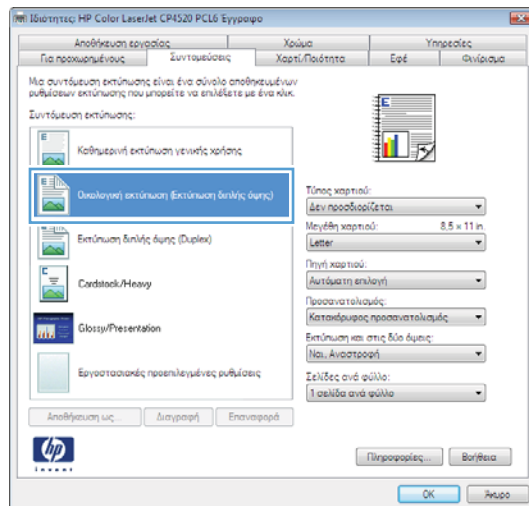 Ιδιότητες: HP Color LaserJet CP4520 PCL6 Έγγραφο
Αποθήκευση εργασίας
Χρώμα
Υπηρεσίες
Για προχωρημένους
Συντομεύσεις
Χαρτί/Ποιότητα
Εφέ
Φινίρισμα
Μια συντόμευση εκτύπωσης είναι ένα σύνολο αποθηκευμένων
ρυθμίσεων εκτύπωσης που μπορείτε να επιλέξετε με ένα κλικ.
Συντόμευση εκτύπωσης:
Καθημερινή εκτύπωση γενικής χρήσης
Οικολογική εκτύπωση (Εκτύπωση διπλής όψης)
Εκτύπωση διπλής όψης (Duplex)
Cardstock/Heavy
Glossy/Presentation
Εργοστασιακές προεπιλεγμένες ρυθμίσεις
Αποθήκευση ως...
Διαγραφή
Επαναφορά
Τύπος χαρτιού:
Δεν προσδιορίζεται
Μεγέθη χαρτιού:
8,5 × 11 in.
Letter
Πηγή χαρτιού:
Αυτόματη επιλογή
Προσανατολισμός:
Κατακόρυφος προσανατολισμός
Εκτύπωση και στις δύο όψεις:
Ναι, Αναστροφή
Σελίδες ανά φύλλο:
1 σελίδα ανά φύλλο
hp
invent
Πληροφορίες...
Βοήθεια
OK
Άκυρο